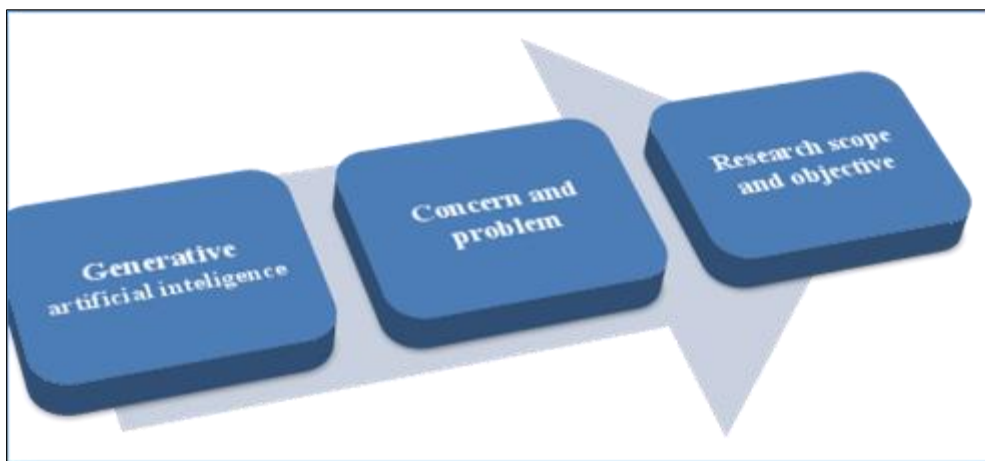 Generative
artificial inteligence
Concern and
problem
Research scope
and objective